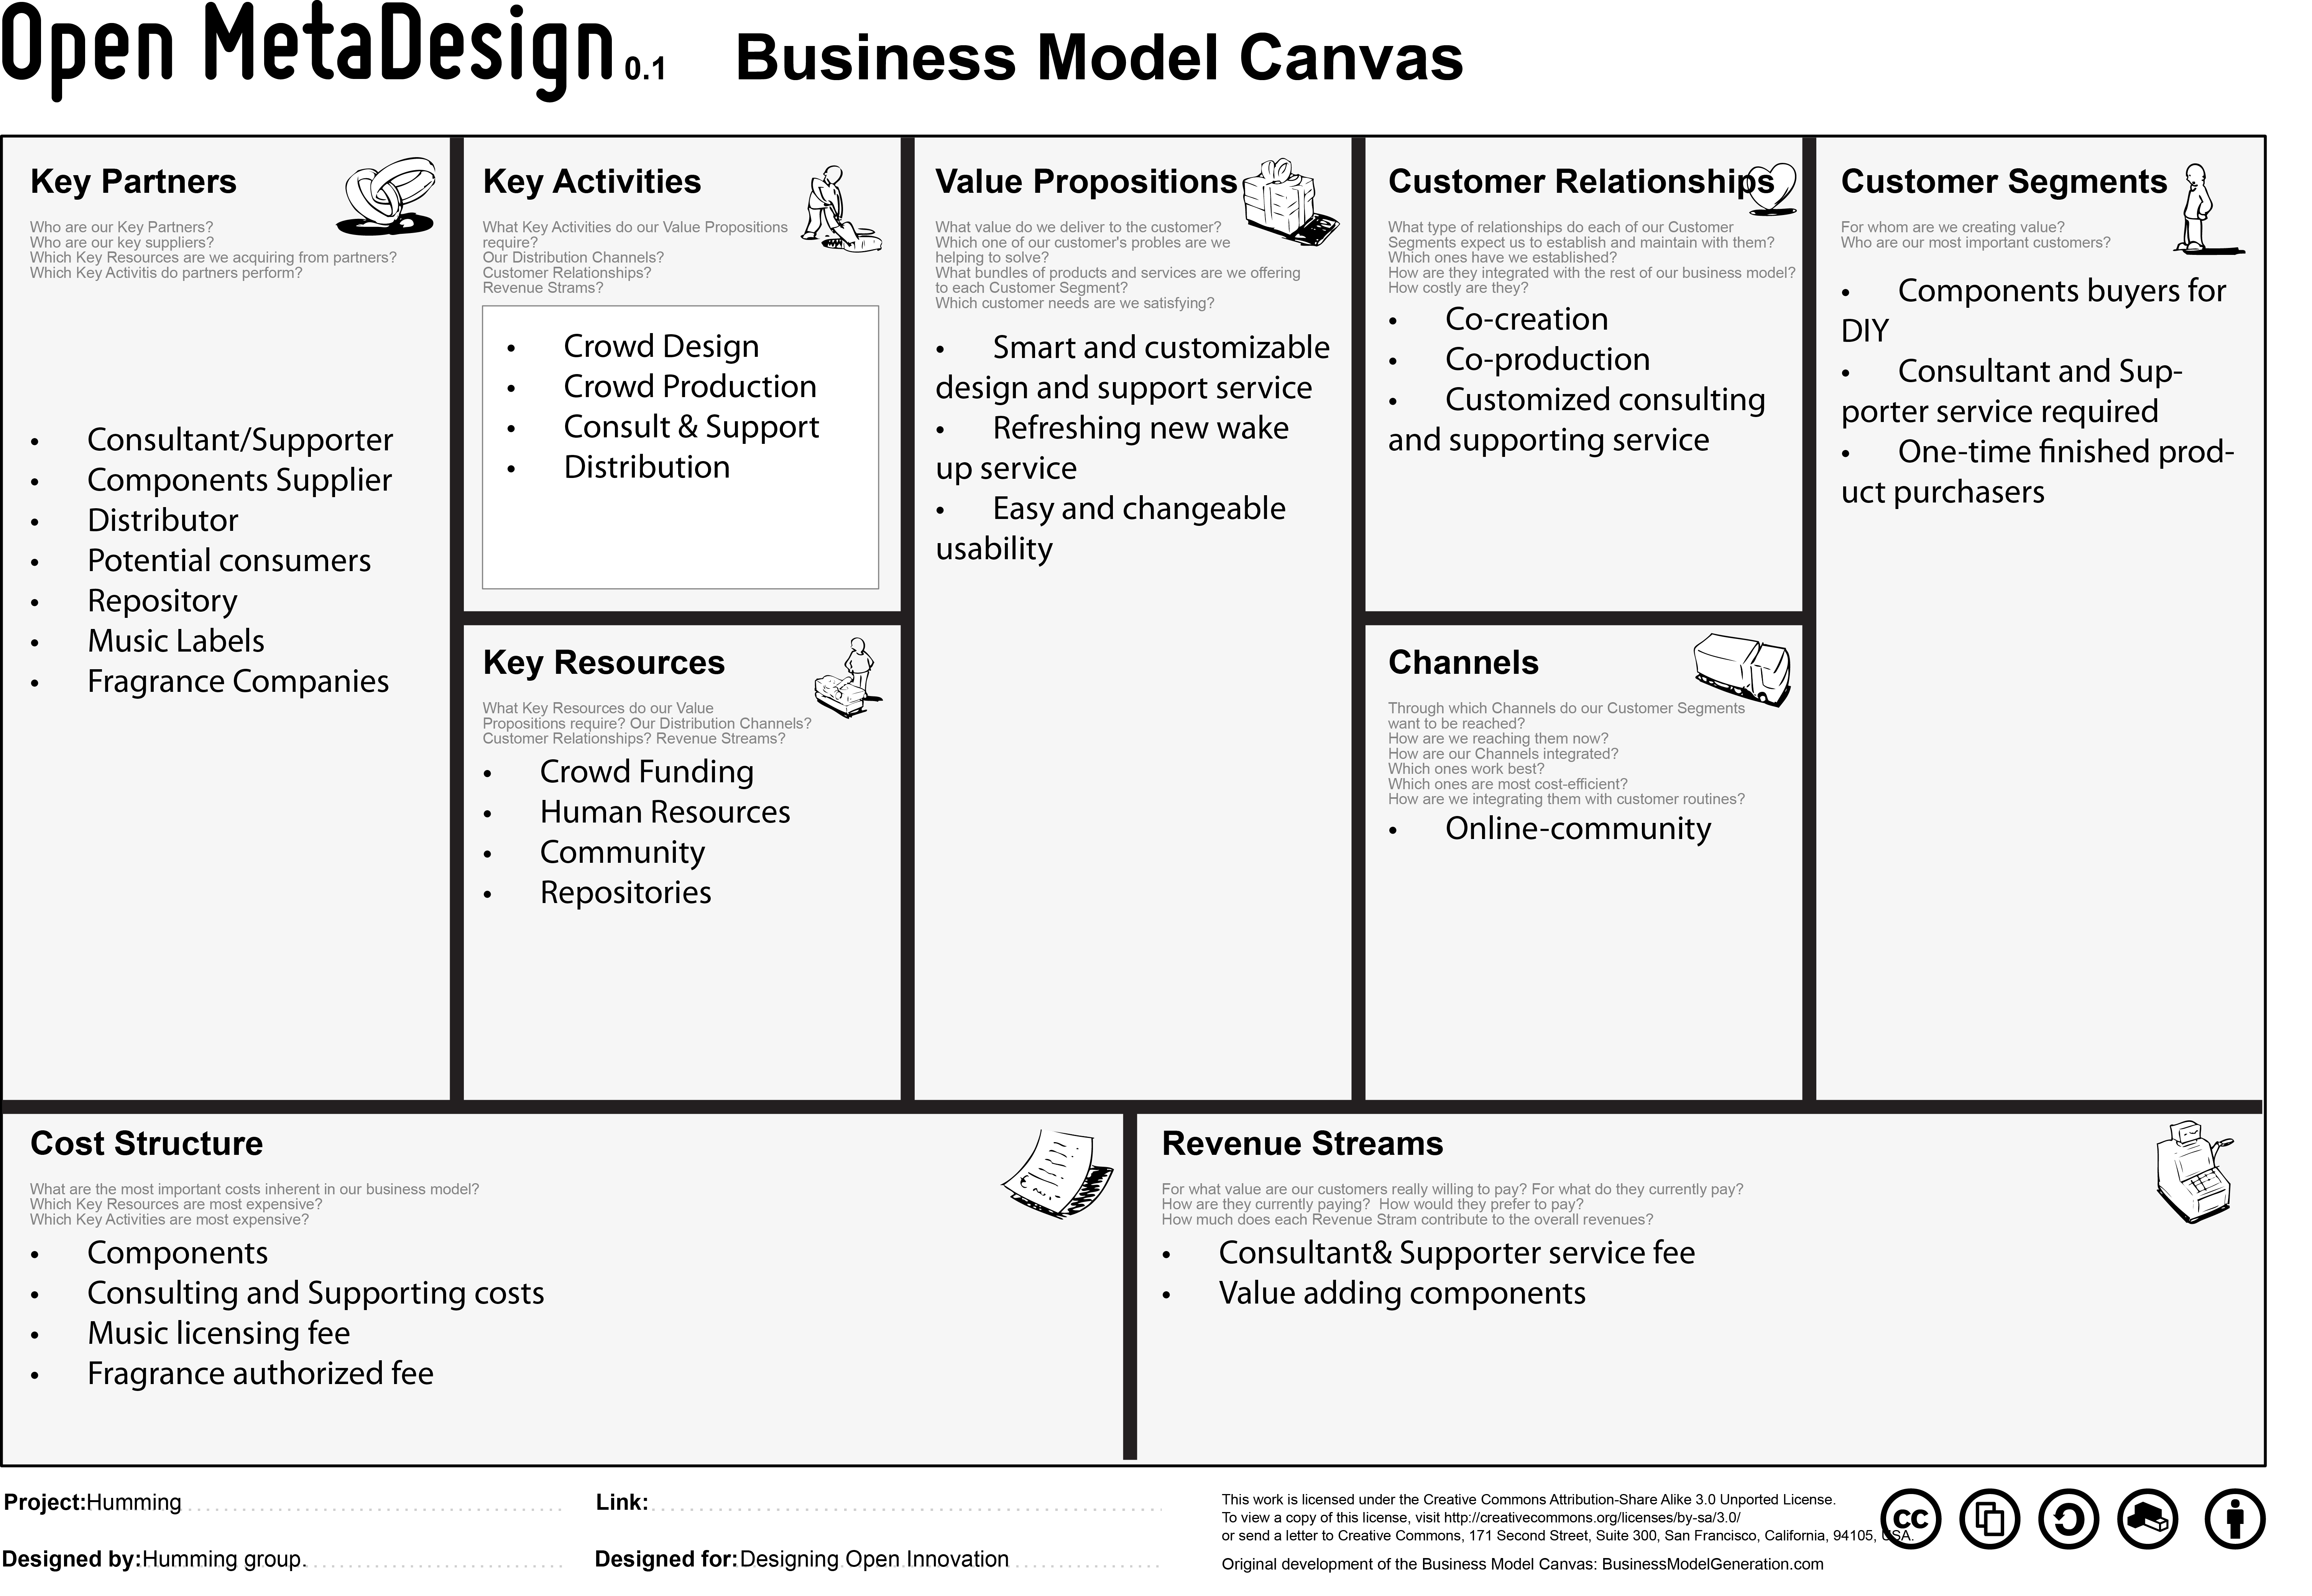 Open MetaDesign 0.1 Business Model Canvas
Key Partners
Who are our Key Partners?
Who are our key suppliers?
Which Key Resources are we acquiring from partners?
Which Key Activitis do partners perform?
• Consultant/Supporter
• Components Supplier
• Distributor
• Potential consumers
• Repository
• Music Labels
• Fragrance Companies
Key Activities
What Key Activities do our Value Propositions
require?
Our Distribution Channels?
Customer Relationships?
Revenue Strams?
• Crowd Design
• Crowd Production
• Consult & Support
• Distribution
Key Resources
What Key Resources do our Value
Propositions require? Our Distribution Channels?
Customer Relationships? Revenue Streams?
• Crowd Funding
• Human Resources
• Community
• Repositories
Value Propositions
What value do we deliver to the customer?
Which one of our customer's probles are we
helping to solve?
What bundles of products and services are we offering
to each Customer Segment?
Which customer needs are we satisfying?
• Smart and customizable
design and support service
• Refreshing new wake
up service
• Easy and changeable
usability
Customer Relationships
What type of relationships do each of our Customer
Segments expect us to establish and maintain with them?
Which ones have we established?
How are they integrated with the rest of our business model?
How costly are they?
• Co-creation
• Co-production
• Customized consulting
and supporting service
Channels
Through which Channels do our Customer Segments
want to be reached?
How are we reaching them now?
How are our Channels integrated?
Which ones work best?
Which ones are most cost-efficient?
How are we integrating them with customer routines?
• Online-community
Customer Segments
For whom are we creating value?
Who are our most important customers?
• Components buyers for
DIY
• Consultant and Sup-
porter service required
• One-time finished prod-
uct purchasers
Cost Structure
What are the most important costs inherent in our business model?
Which Key Resources are most expensive?
Which Key Activities are most expensive?
• Components
• Consulting and Supporting costs
• Music licensing fee
• Fragrance authorized fee
Revenue Streams
For what value are our customers really willing to pay? For what do they currently pay?
How are they currently paying? How would they prefer to pay?
How much does each Revenue Stram contribute to the overall revenues?
• Consultant& Supporter service fee
• Value adding components
Project:Humming
Link:
Designed by:Humming group.
Designed for:Designing Open Innovation
This work is licensed under the Creative Commons Attribution-Share Alike 3.0 Unported License.
To view a copy of this license, visit http://creativecommons.org/licenses/by-sa/3.0/
or send a letter to Creative Commons, 171 Second Street, Suite 300, San Francisco, California, 94105, USA.
Original development of the Business Model Canvas: BusinessModelGeneration.com
cc